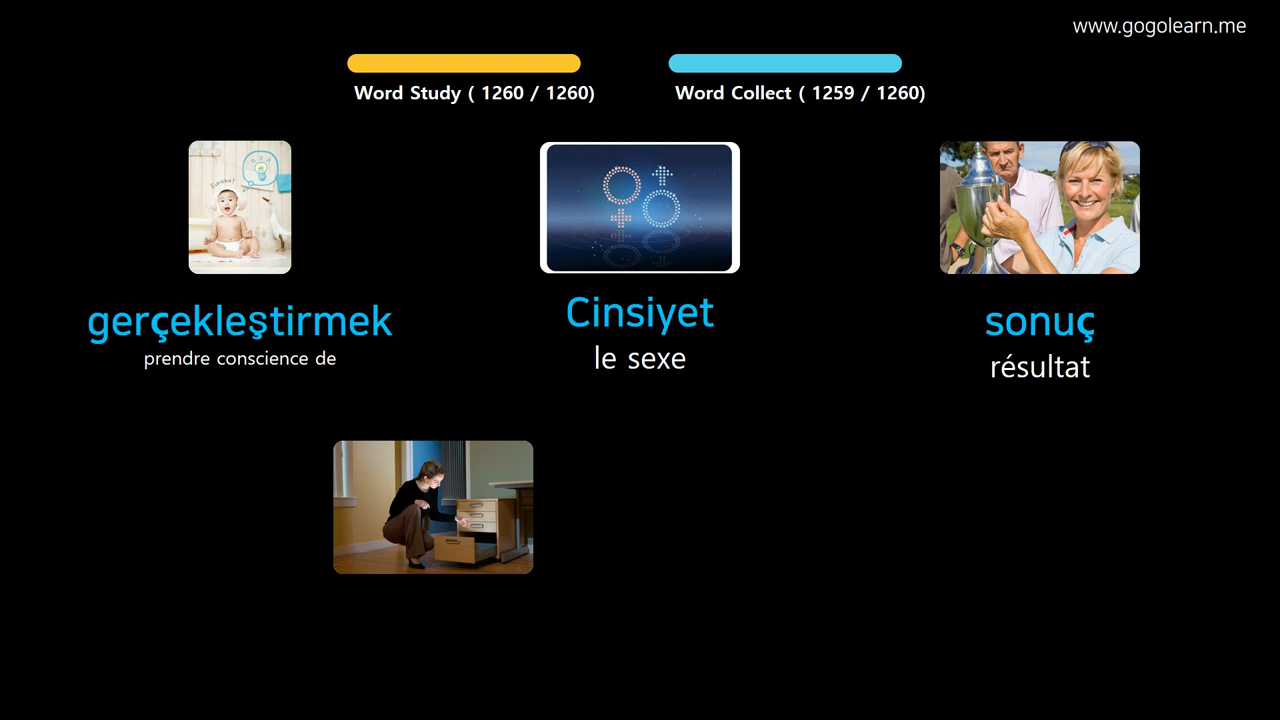 www.gogolearn.me
Word Study ( 1260 / 1260)
Word Collect ( 1259 / 1260)
Eureka!
gerçekleştirmek
prendre conscience de
Cinsiyet
le sexe
sonuç
résultat